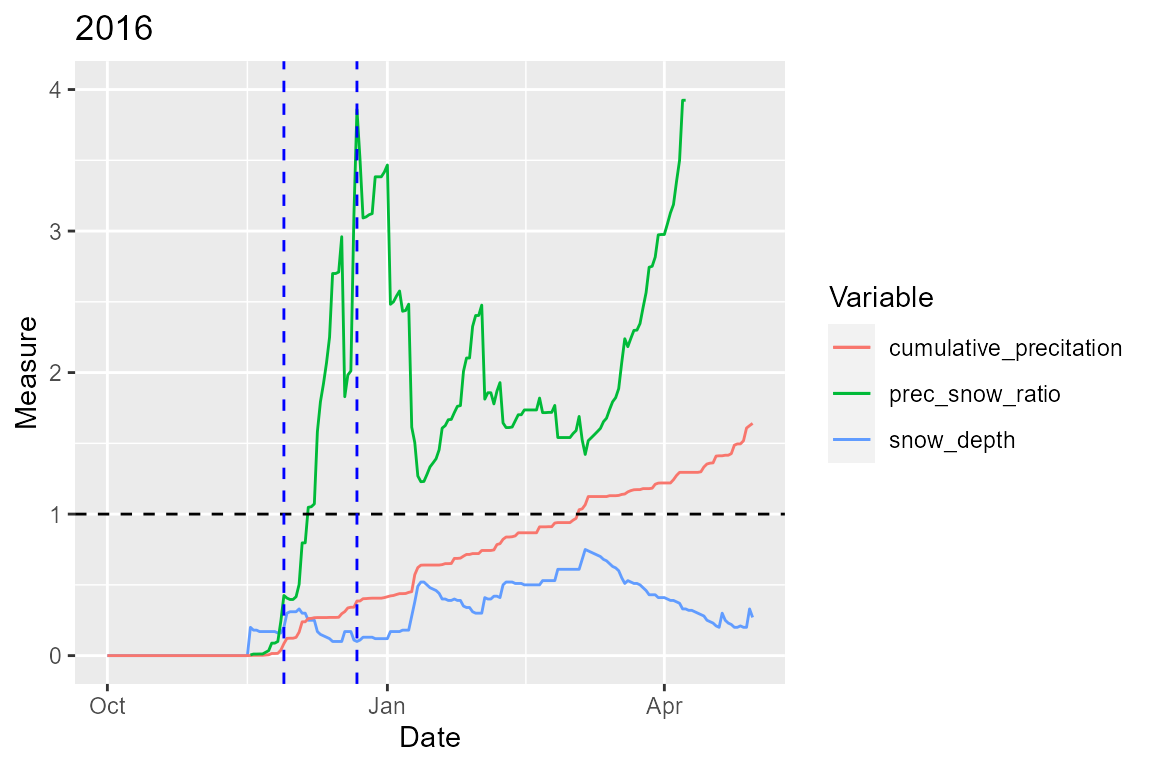 2016
4
3
2
1
0
Measure
Oct
Jan
Apr
Date
Variable
cumulative_precitation
prec_snow_ratio
snow_depth